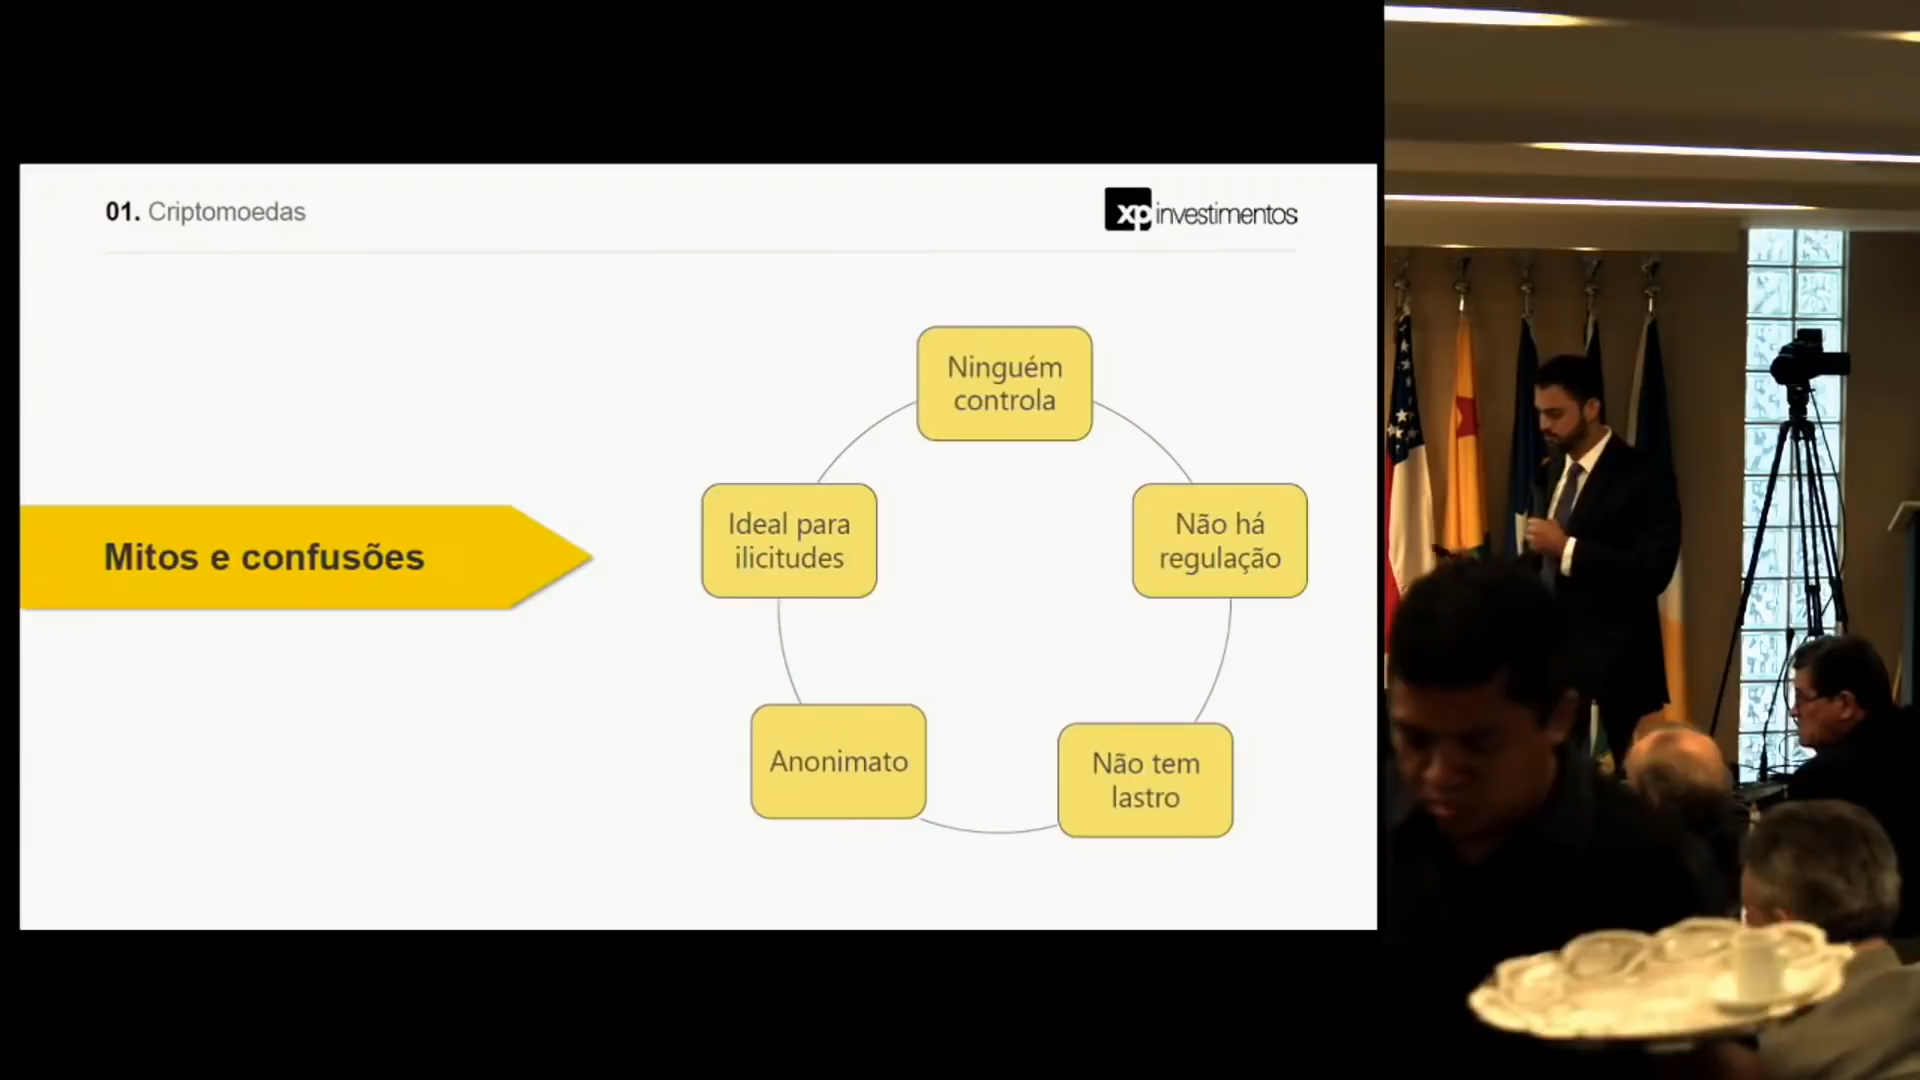 01. Criptomoedas
xp investimentos
Mitos e confusões
Ninguém
controla
Ideal para
ilicitudes
Não há
regulação
Anonimato
Não tem
lastro